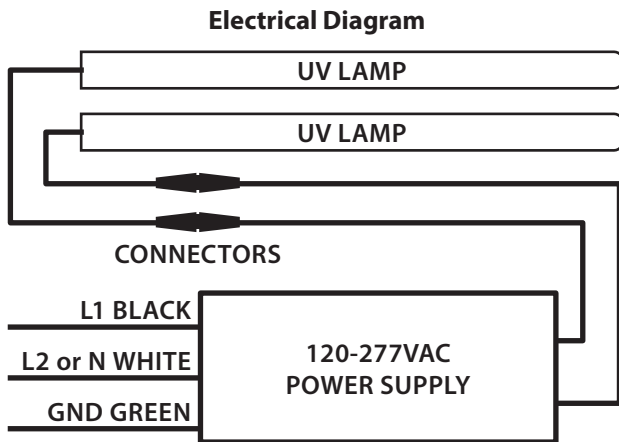 Electrical Diagram
UV LAMP
UV LAMP
CONNECTORS
L1 BLACK
L2 or N WHITE
GND GREEN
120-277VAC
POWER SUPPLY